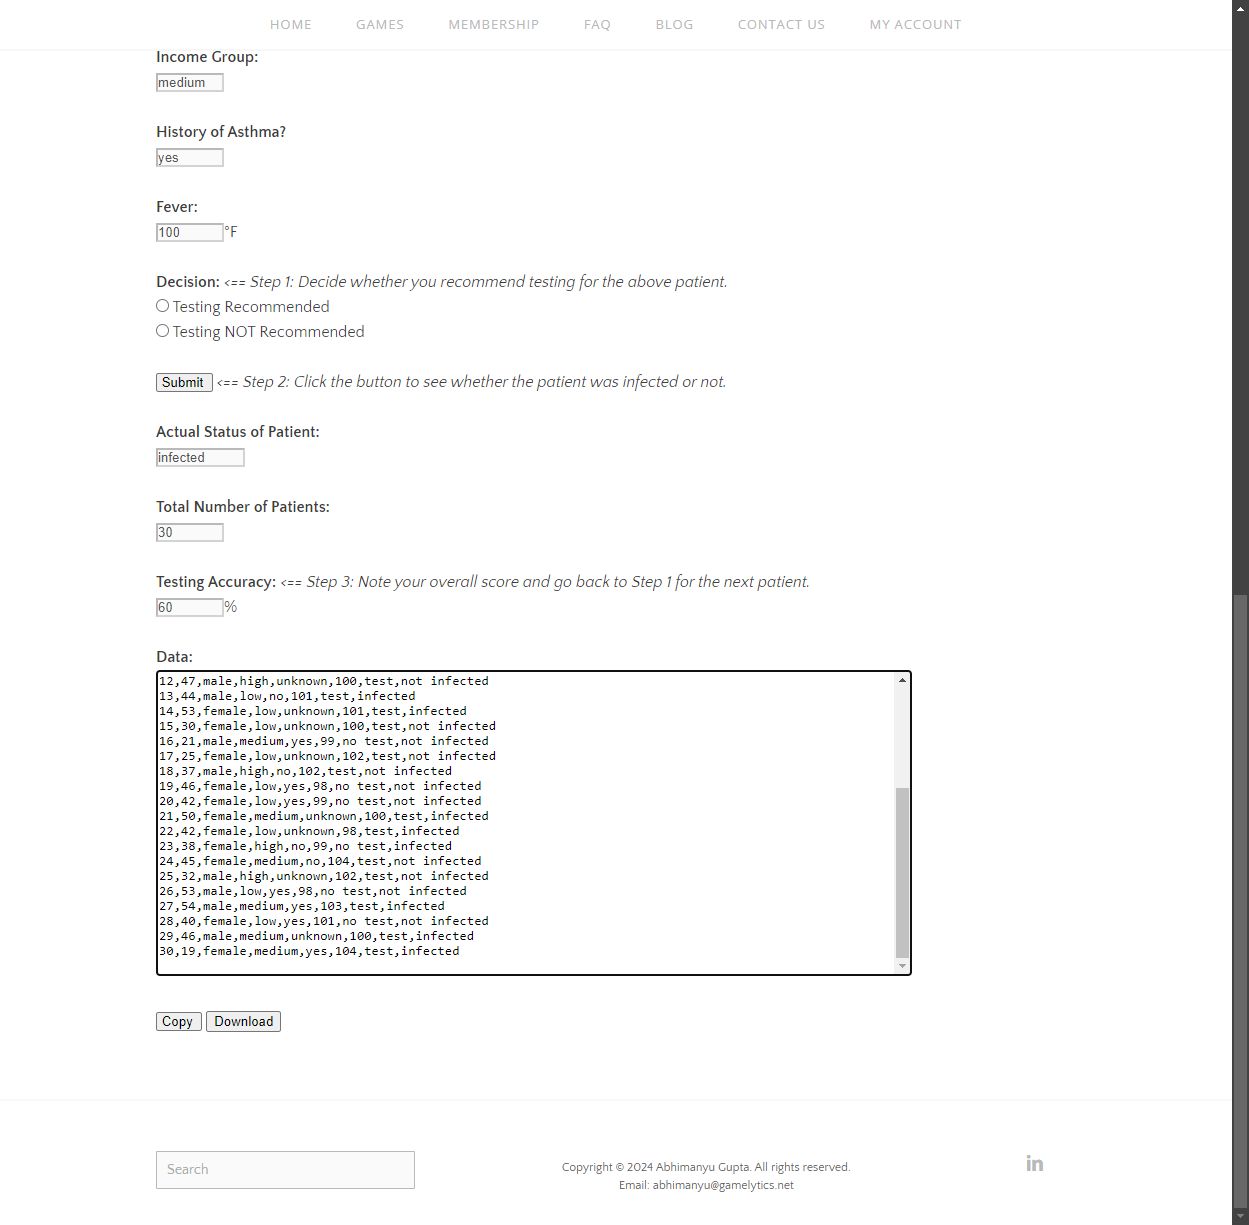 HOME GAMES MEMBERSHIP FAQ BLOG CONTACT US MY ACCOUNT
Income Group:
medium
History of Asthma?
yes
Fever:
100 °F
Decision: <== Step 1: Decide whether you recommend testing for the above patient.
Testing Recommended
Testing NOT Recommended
Submit <== Step 2: Click the button to see whether the patient was infected or not.
Actual Status of Patient:
infected
Total Number of Patients:
30
Testing Accuracy: <== Step 3: Note your overall score and go back to Step 1 for the next patient.
60 %
Data:
12,47,male,high,unknown,100,test,not infected
13,44,male,low,no,101,test,infected
14,53,female,low,unknown,101,test,infected
15,30,female,low,unknown,100,test,not infected
16,21,male,medium,yes,99,no test,not infected
17,25,female,low,unknown,102,test,not infected
18,37,male,high,no,102,test,not infected
19,46,female,low,yes,98,no test,not infected
20,42,female,low,yes,99,no test,not infected
21,50,female,medium,unknown,100,test,infected
22,42,female,low,unknown,98,test,infected
23,38,female,high,no,99,no test,infected
24,45,female,medium,no,104,test,not infected
25,32,male,high,unknown,102,test,not infected
26,53,male,low,yes,98,no test,not infected
27,54,male,medium,yes,103,test,infected
28,40,female,low,yes,101,no test,not infected
29,46,male,medium,unknown,100,test,infected
30,19,female,medium,yes,104,test,infected
Copy Download
Search
Copyright © 2024 Abhimanyu Gupta. All rights reserved.
Email: abhimanyu@gamelytics.net
in